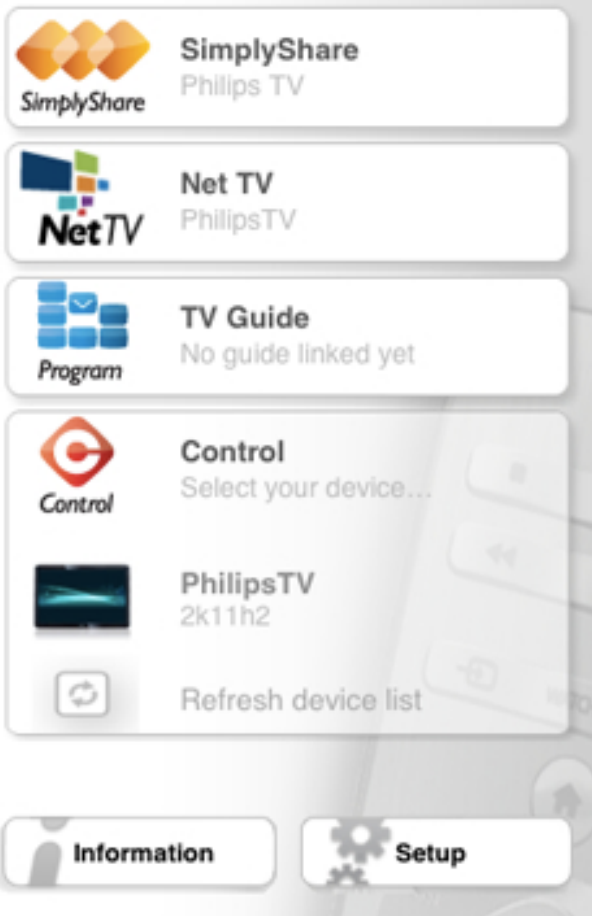 SimplyShare
SimplyShare
Philips TV
NetTV
Net TV
PhilipsTV
Program
TV Guide
No guide linked yet
Control
Control
Select your device...
PhilipsTV
2k11h2
Refresh device list
Information
Setup